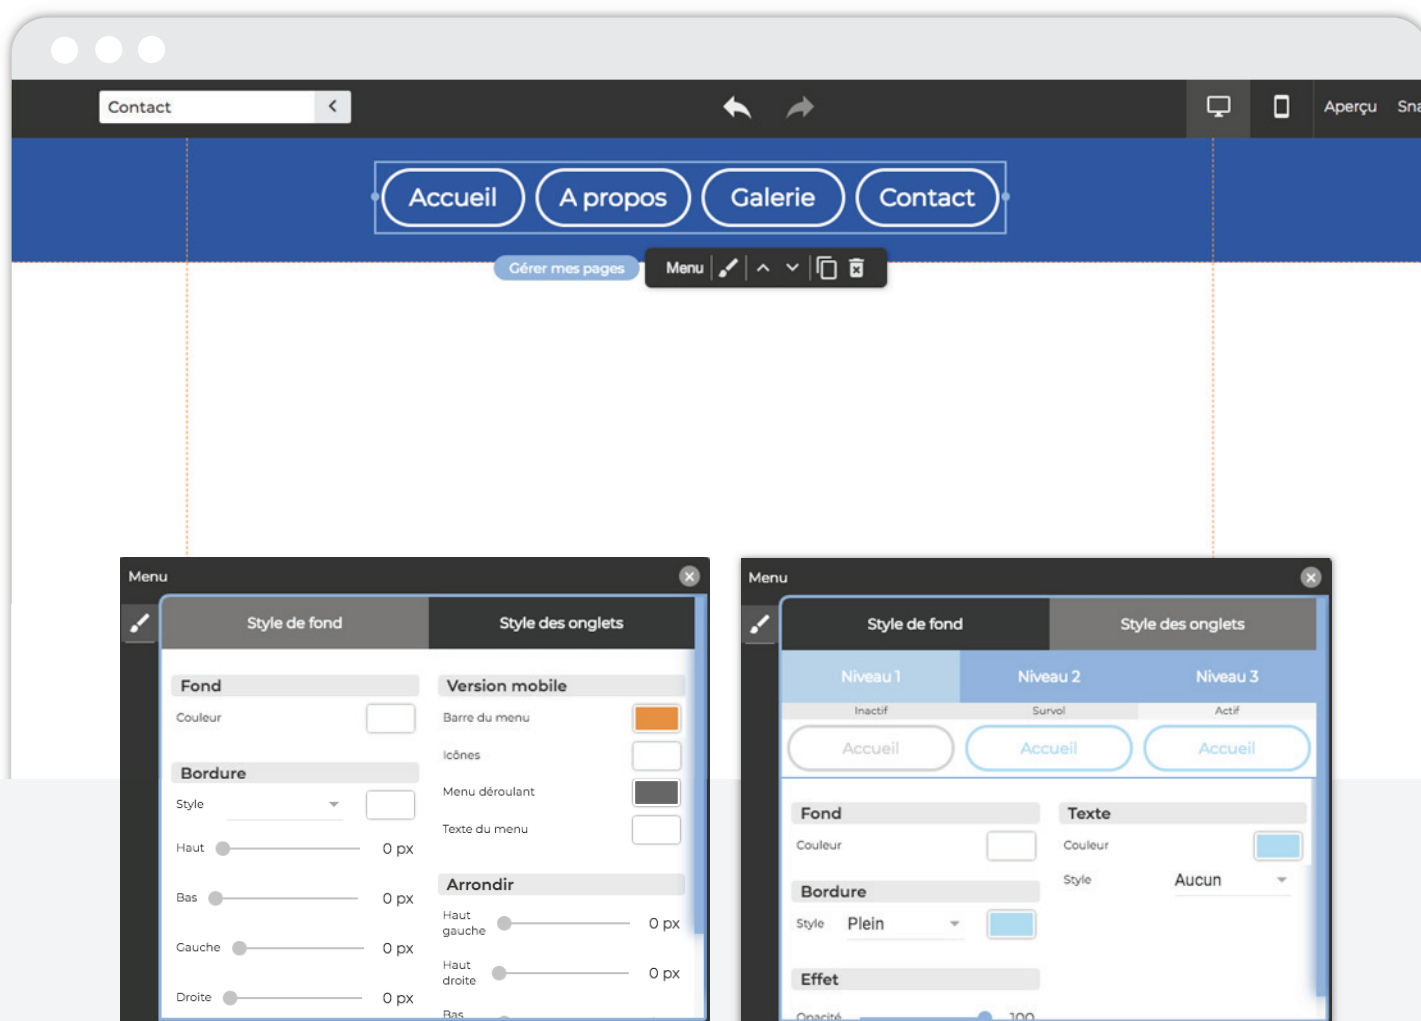 Contact
Aperçu Sna
Accueil A propos Galerie Contact
Gérer mes pages Menu
Menu
Style de fond Style des onglets
Fond
Couleur
Bordure
Style
Haut 0 px
Bas 0 px
Gauche 0 px
Droite 0 px
Version mobile
Barre du menu
Icônes
Menu déroulant
Texte du menu
Arrondir
Haut
gauche 0 px
Haut
droite 0 px
Bas
Menu
Style de fond Style des onglets
Niveau 1 Niveau 2 Niveau 3
Inactif Survol Actif
Accueil Accueil Accueil
Fond
Couleur
Bordure
Style Plein
Effet
Opacité 100
Texte
Couleur
Style Aucun